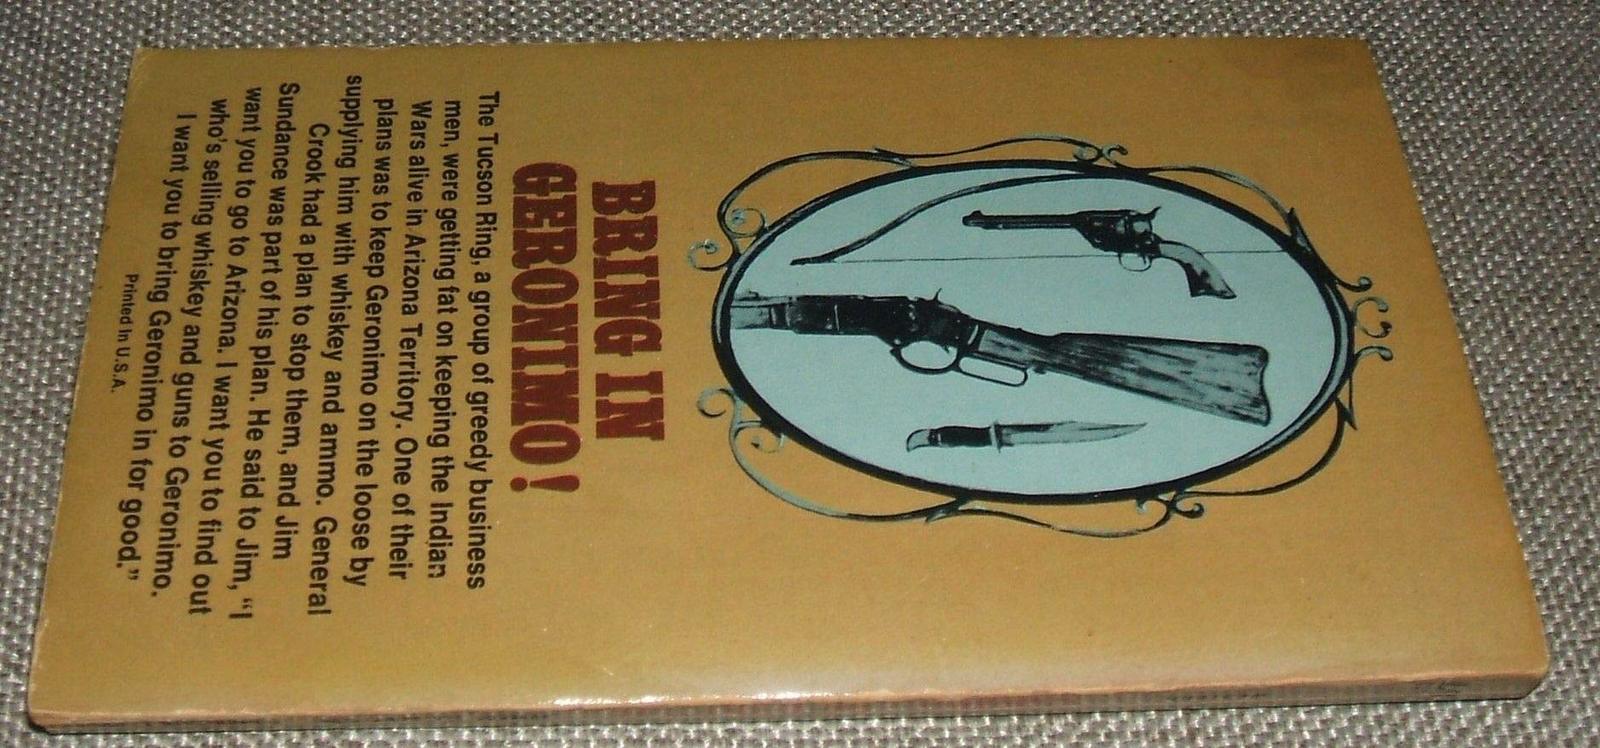 BRING IN
GERONIMO!
The Tucson Ring, a group of greedy business
men, were getting fat on keeping the Indian
Wars alive in Arizona Territory. One of their
plans was to keep Geronimo on the loose by
supplying him with whiskey and ammo. General
Crook had a plan to stop them, and Jim
Sundance was part of his plan. He said to Jim, “I
want you to go to Arizona. I want you to find out
who's selling whiskey and guns to Geronimo.
I want you to bring Geronimo in for good.”
Printed in U.S.A.